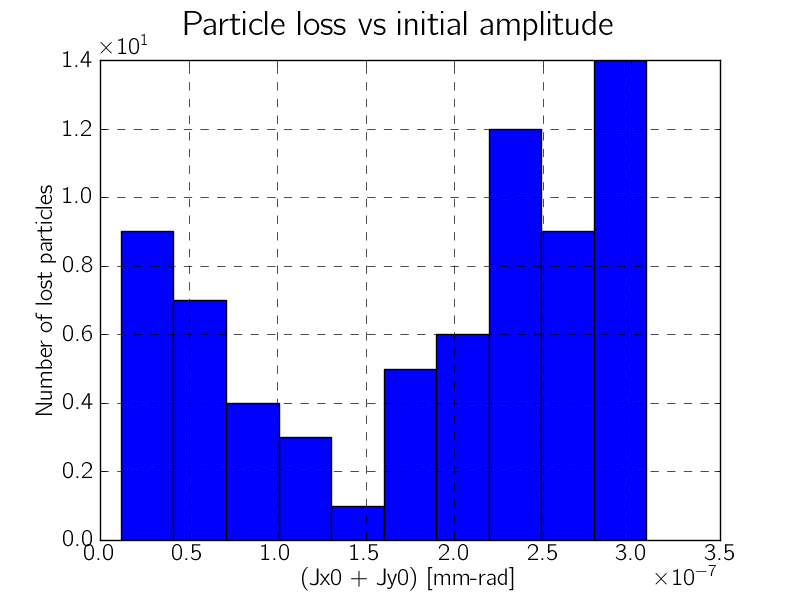 Particle loss vs initial amplitude
×10¹
1.4
1.2
1.0
0.8
0.6
0.4
0.2
0.0
Number of lost particles
0.0 0.5 1.0 1.5 2.0 2.5 3.0 3.5
(Jx0 + Jy0) [mm-rad]
×10⁻⁷